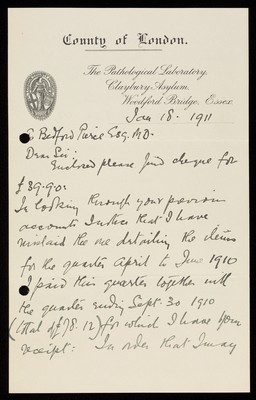 County of London.
The Pathological Laboratory,
Claybury Asylum,
Woodford Bridge, Essex
Jan 18 - 1911
Bedford Pierce Esq. M.D.
Dear Sir:
Enclosed please find cheque for
£39-9-0.
In looking through your previous
accounts I notice that I have
mislaid the one detailing the items
for the quarter April to June 1910
I paid this quarter together with
the quarter ending Sept. 30 1910
(total of £78. 12) for which I have your
receipt: In order that I may